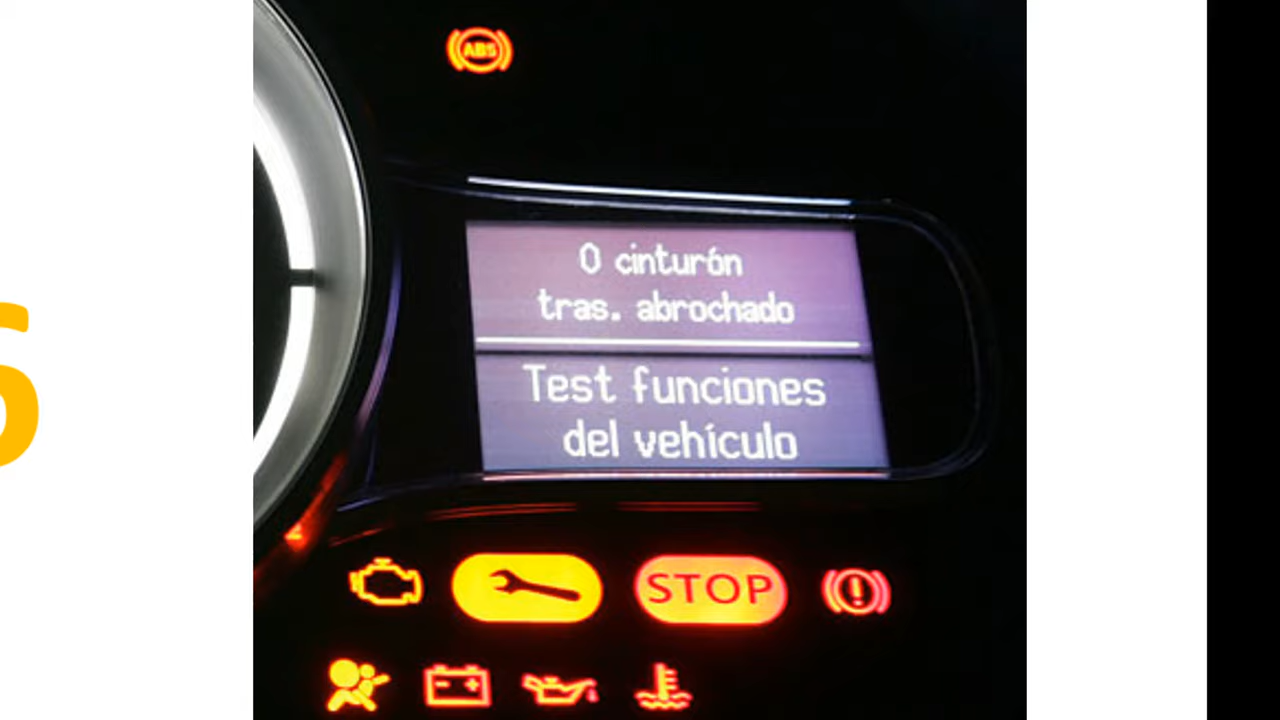 ABS
0 cinturón
tras. abrochado
Test funciones
del vehículo
STOP